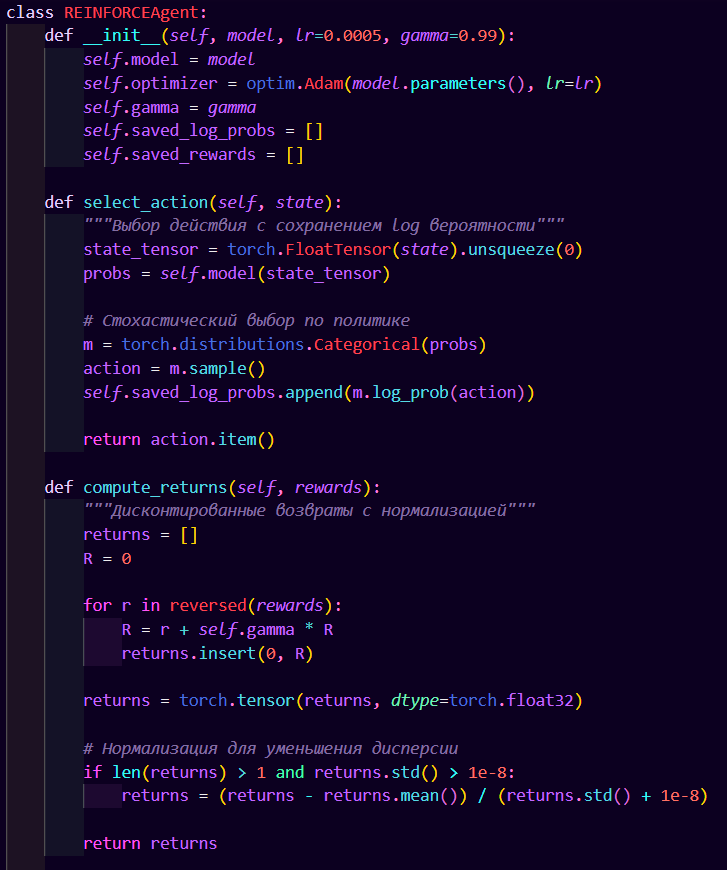 class REINFORCEAgent:
    def __init__(self, model, lr=0.0005, gamma=0.99):
        self.model = model
        self.optimizer = optim.Adam(model.parameters(), lr=lr)
        self.gamma = gamma
        self.saved_log_probs = []
        self.saved_rewards = []

    def select_action(self, state):
        """Выбор действия с сохранением log вероятности"""
        state_tensor = torch.FloatTensor(state).unsqueeze(0)
        probs = self.model(state_tensor)

        # Стохастический выбор по политике
        m = torch.distributions.Categorical(probs)
        action = m.sample()
        self.saved_log_probs.append(m.log_prob(action))

        return action.item()

    def compute_returns(self, rewards):
        """Дисконтированные возвраты с нормализацией"""
        returns = []
        R = 0

        for r in reversed(rewards):
            R = r + self.gamma * R
            returns.insert(0, R)

        returns = torch.tensor(returns, dtype=torch.float32)

        # Нормализация для уменьшения дисперсии
        if len(returns) > 1 and returns.std() > 1e-8:
            returns = (returns - returns.mean()) / (returns.std() + 1e-8)

        return returns